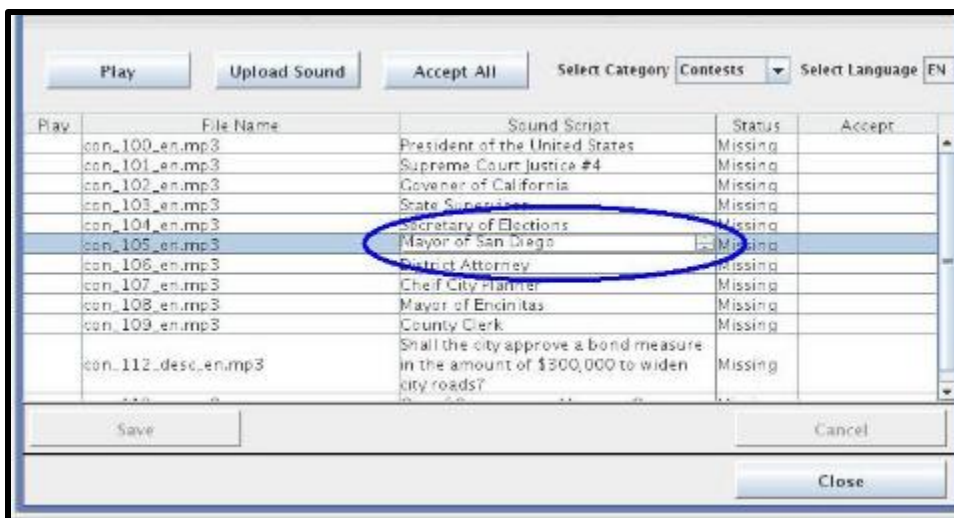 Play Upload Sound Accept All Select Category Contests Select Language EN
Play File Name Sound Script Status Accept
con_100_en.mp3 President of the United States Missing
con_101_en.mp3 Supreme Court Justice #4 Missing
con_102_en.mp3 Govener of California Missing
con_103_en.mp3 State Supervisor Missing
con_104_en.mp3 Secretary of Elections Missing
con_105_en.mp3 Mayor of San Diego Missing
con_106_en.mp3 District Attorney Missing
con_107_en.mp3 Cheif City Planner Missing
con_108_en.mp3 Mayor of Encinitas Missing
con_109_en.mp3 County Clerk Missing
Shall the city approve a bond measure
con_112_desc_en.mp3 in the amount of $300,000 to widen Missing
city roads?
Save Cancel
Close